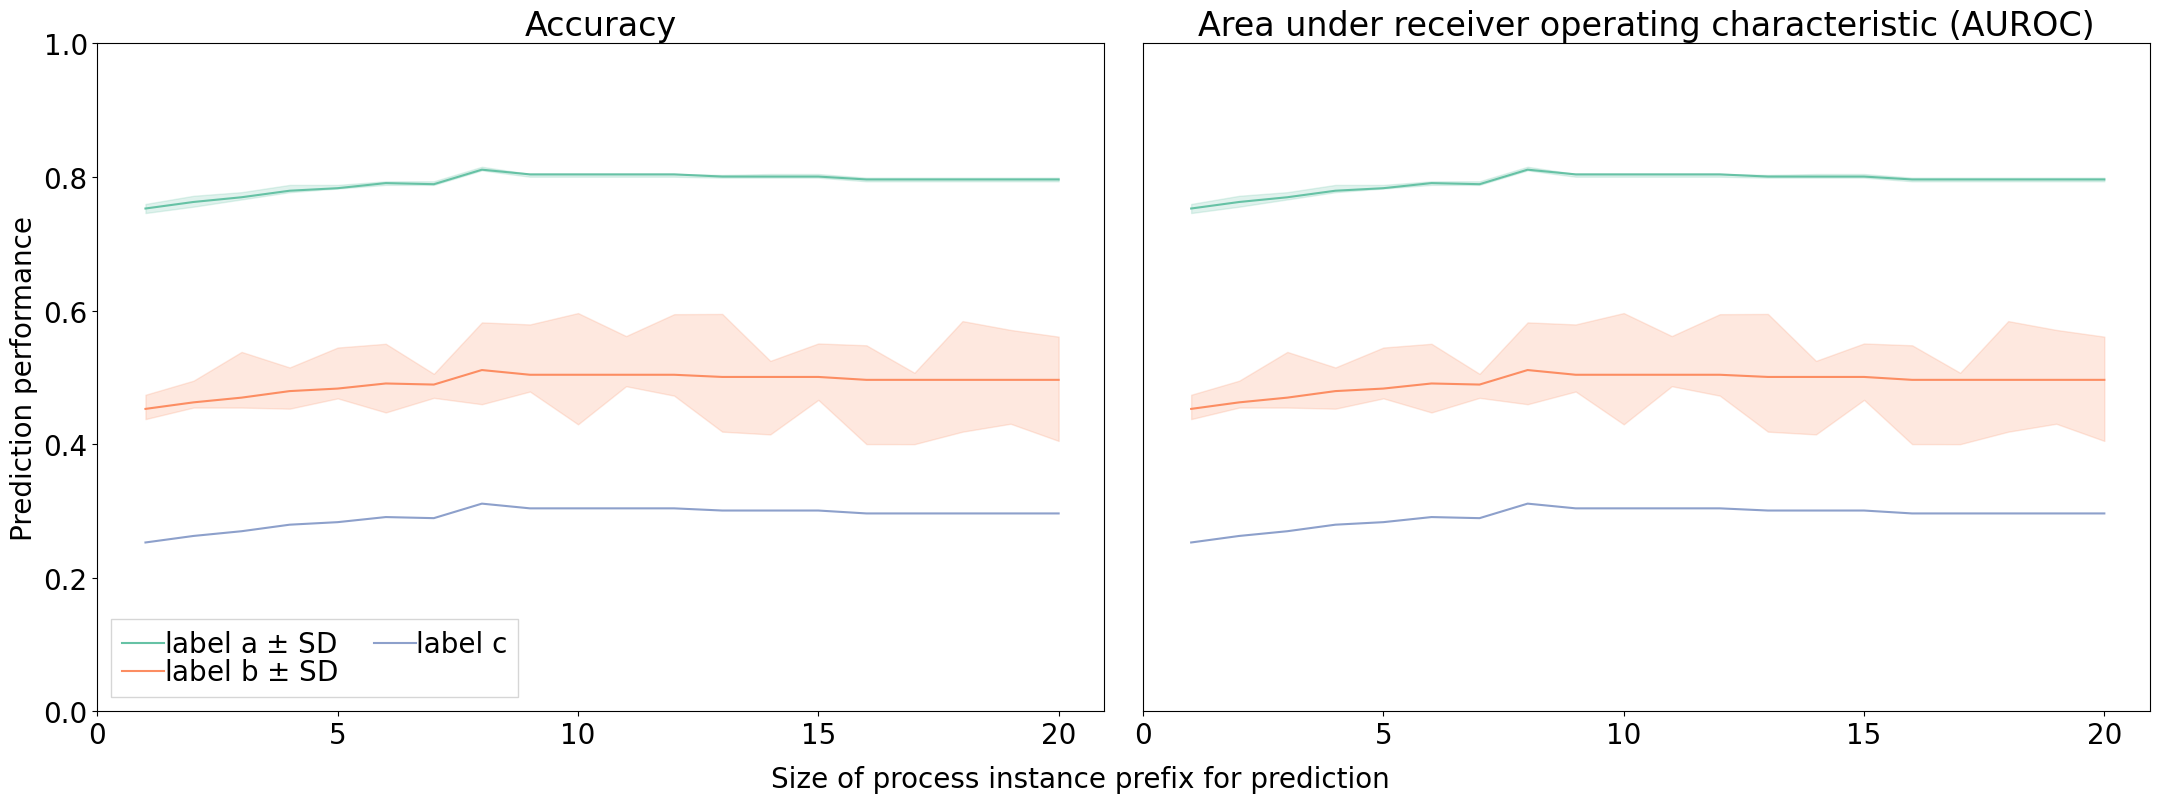 Accuracy
Area under receiver operating characteristic (AUROC)
Prediction performance
1.0
0.8
0.6
0.4
0.2
0.0
label a ± SD
label b ± SD
label c
0 5 10 15 20
0 5 10 15 20
Size of process instance prefix for prediction